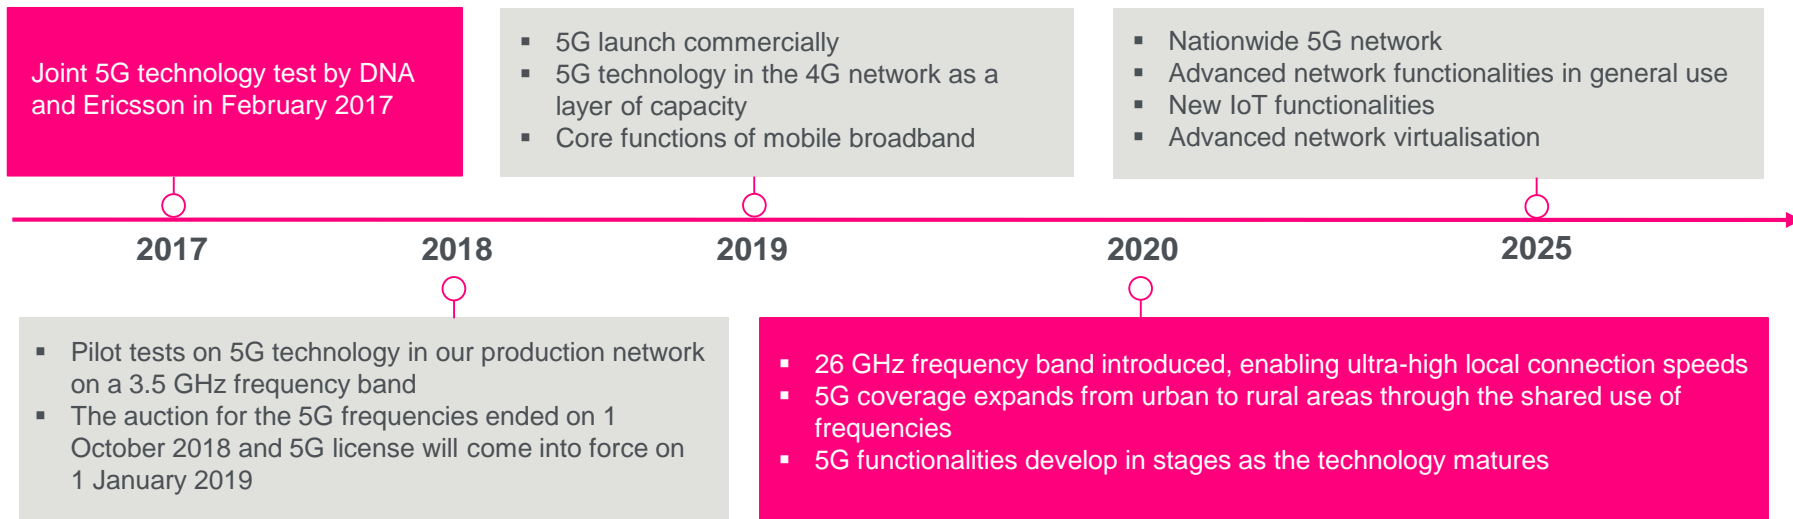 Joint 5G technology test by DNA
and Ericsson in February 2017
▪ 5G launch commercially
▪ 5G technology in the 4G network as a
layer of capacity
▪ Core functions of mobile broadband
▪ Nationwide 5G network
▪ Advanced network functionalities in general use
▪ New IoT functionalities
▪ Advanced network virtualisation
2017
2018
2019
2020
2025
▪ Pilot tests on 5G technology in our production network
on a 3.5 GHz frequency band
▪ The auction for the 5G frequencies ended on 1
October 2018 and 5G license will come into force on
1 January 2019
▪ 26 GHz frequency band introduced, enabling ultra-high local connection speeds
▪ 5G coverage expands from urban to rural areas through the shared use of
frequencies
▪ 5G functionalities develop in stages as the technology matures